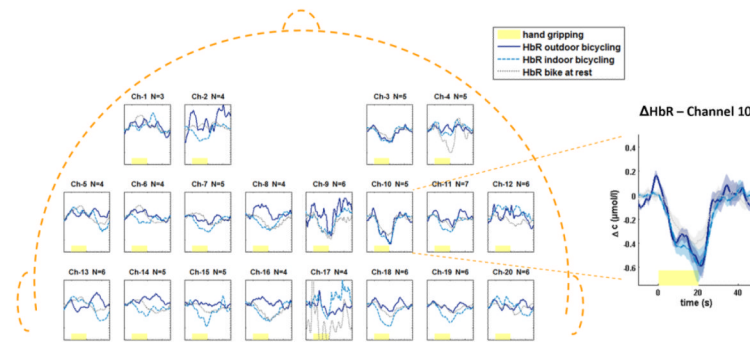 hand gripping
HbR outdoor bicycling
HbR indoor bicycling
HbR bike at rest
Ch-1 N=3
Ch-2 N=4
Ch-3 N=5
Ch-4 N=5
ΔHbR – Channel 10
Ch-5 N=4
Ch-6 N=4
Ch-7 N=5
Ch-8 N=4
Ch-9 N=6
Ch-10 N=5
Ch-11 N=7
Ch-12 N=6
Ch-13 N=6
Ch-14 N=5
Ch-15 N=5
Ch-16 N=4
Ch-17 N=4
Ch-18 N=6
Ch-19 N=6
Ch-20 N=6
Δ c (µmol/l)
0.4
0.2
0
-0.2
-0.4
-0.6
-0.8
0 20 40
time (s)